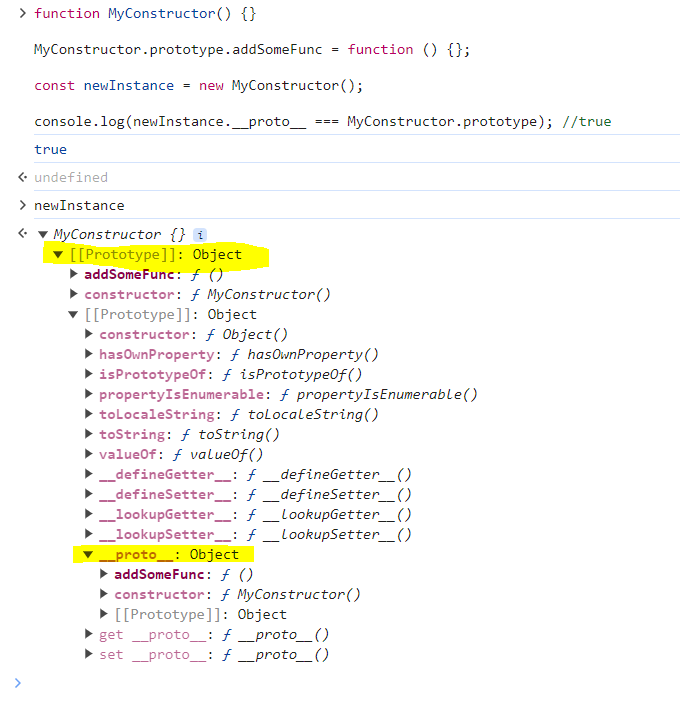 function MyConstructor() {}
MyConstructor.prototype.addSomeFunc = function () {};
const newInstance = new MyConstructor();
console.log(newInstance.__proto__ === MyConstructor.prototype); //true
true
undefined
newInstance
MyConstructor {} i
[[Prototype]]: Object
addSomeFunc: ƒ ()
constructor: ƒ MyConstructor()
[[Prototype]]: Object
constructor: ƒ Object()
hasOwnProperty: ƒ hasOwnProperty()
isPrototypeOf: ƒ isPrototypeOf()
propertyIsEnumerable: ƒ propertyIsEnumerable()
toLocaleString: ƒ toLocaleString()
toString: ƒ toString()
valueOf: ƒ valueOf()
__defineGetter__: ƒ __defineGetter__()
__defineSetter__: ƒ __defineSetter__()
__lookupGetter__: ƒ __lookupGetter__()
__lookupSetter__: ƒ __lookupSetter__()
__proto__: Object
addSomeFunc: ƒ ()
constructor: ƒ MyConstructor()
[[Prototype]]: Object
get __proto__: ƒ __proto__()
set __proto__: ƒ __proto__()